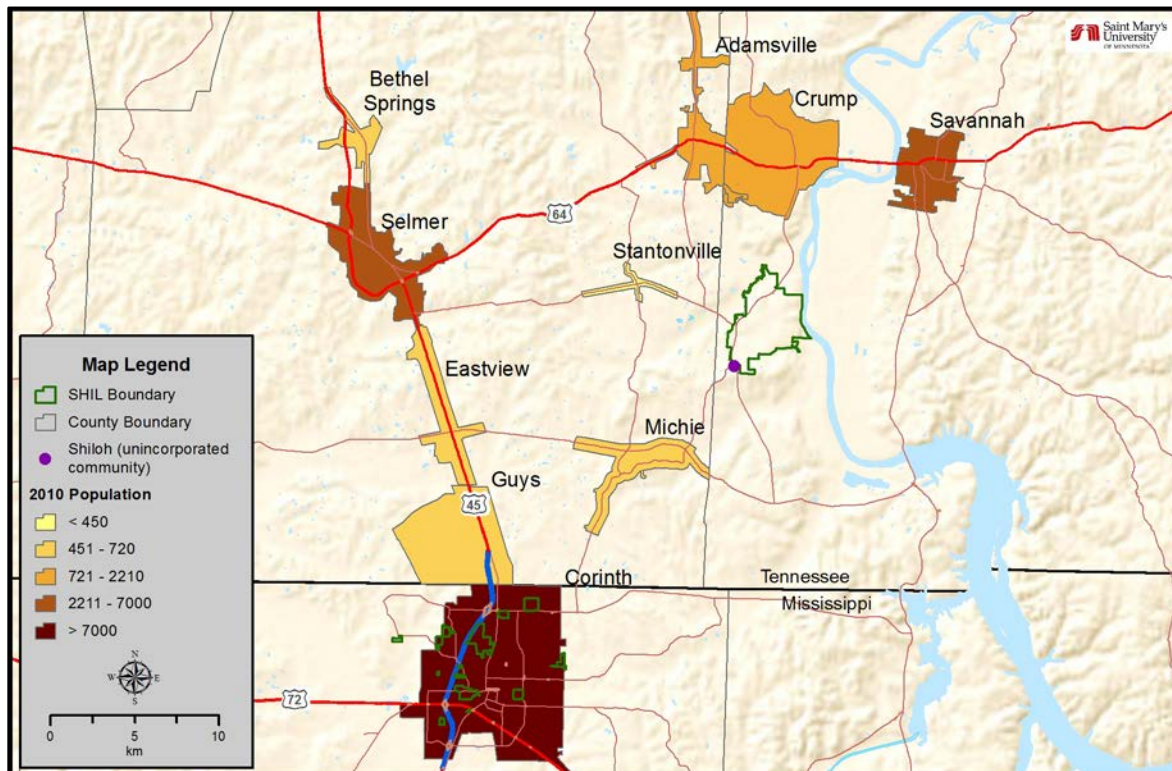 Saint Mary's
University
OF MINNESOTA
Adamsville
Bethel
Springs
Crump
Savannah
Selmer
64
Stantonville
Eastview
Michie
Guys
45
Corinth
Tennessee
Mississippi
72
Map Legend
SHIL Boundary
County Boundary
Shiloh (unincorporated
community)
2010 Population
< 450
451 - 720
721 - 2210
2211 - 7000
> 7000
N
W E
S
0 5 10
km